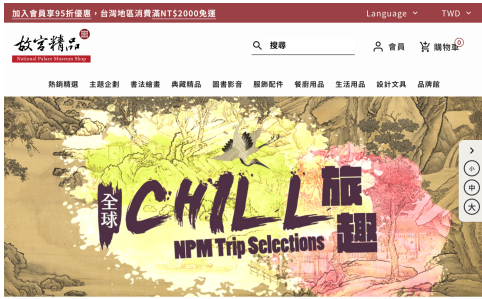 加入會員享95折優惠，台灣地區消費滿NT$2000免運
Language
TWD
故宮精品
National Palace Museum Shop
搜尋
會員
購物車
0
熱銷精選 主題企劃 書法繪畫 典藏精品 圖書影音 服飾配件 餐廚用品 生活用品 設計文具 品牌館
全球
CHILL
旅趣
NPM Trip Selections
小
中
大